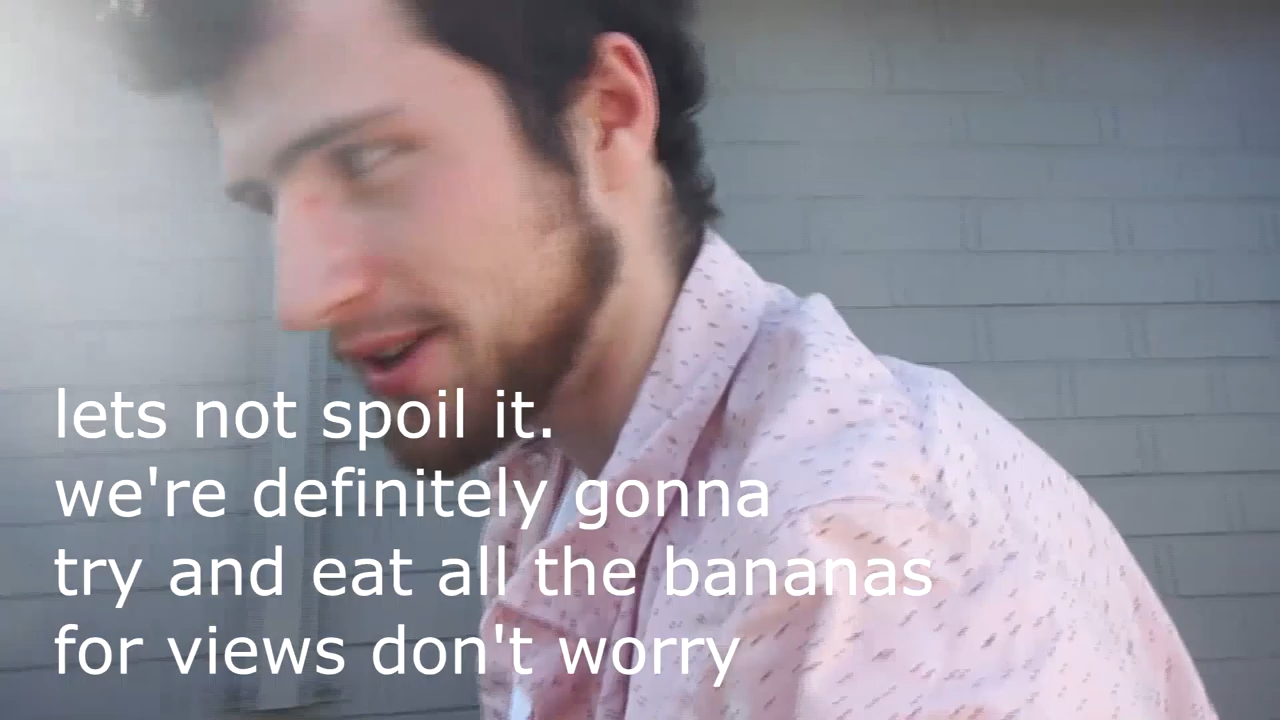 lets not spoil it.
we're definitely gonna
try and eat all the bananas
for views don't worry